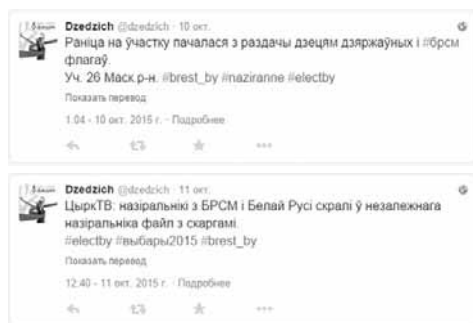 Dzedzich @dzedzich · 10 окт.
Раніца на ўчастку пачалася з раздачы дзецям дзяржаўных і #брсм
флагаў.
Уч. 26 Маск.р-н. #brest_by #naziranne #electby
Показать перевод
1:04 - 10 окт. 2015 г. · Подробнее
Dzedzich @dzedzich · 11 окт.
ЦыркТВ: назіральнікі з БРСМ і Белай Русі скралі ў незалежнага
назіральніка файл з скаргамі.
#electby #выбары2015 #brest_by
Показать перевод
12:40 - 11 окт. 2015 г. · Подробнее